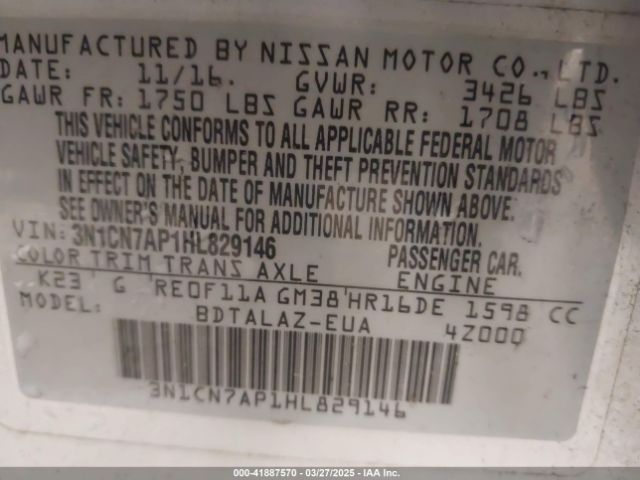 MANUFACTURED BY NISSAN MOTOR CO., LTD.
DATE: 11/16. GVWR: 3426 LBS
GAWR FR: 1750 LBS GAWR RR: 1708 LBS
THIS VEHICLE CONFORMS TO ALL APPLICABLE FEDERAL MOTOR
VEHICLE SAFETY, BUMPER AND THEFT PREVENTION STANDARDS
IN EFFECT ON THE DATE OF MANUFACTURE SHOWN ABOVE.
SEE OWNER'S MANUAL FOR ADDITIONAL INFORMATION.
VIN: 3N1CN7AP1HL829146 PASSENGER CAR.
COLOR TRIM TRANS AXLE ENGINE
K23 G RE0F11A GM38 HR16DE 1598 CC
MODEL: BDTALAZ-EUA 4Z000
3N1CN7AP1HL829146
000-41887570 — 03/27/2025 — IAA Inc.